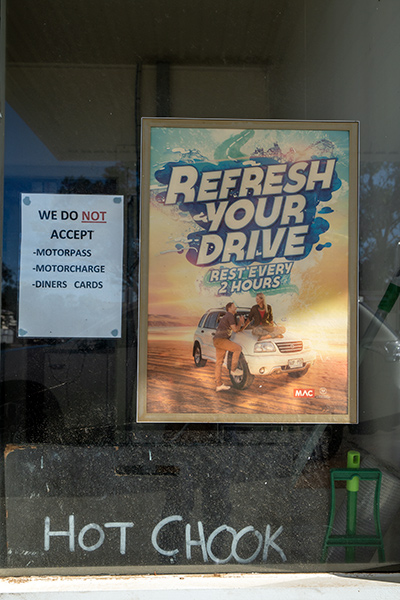 WE DO NOT
ACCEPT
-MOTORPASS
-MOTORCHARGE
-DINERS CARDS
REFRESH
YOUR
DRIVE
REST EVERY
2 HOURS
MAC
HOT CHOOK